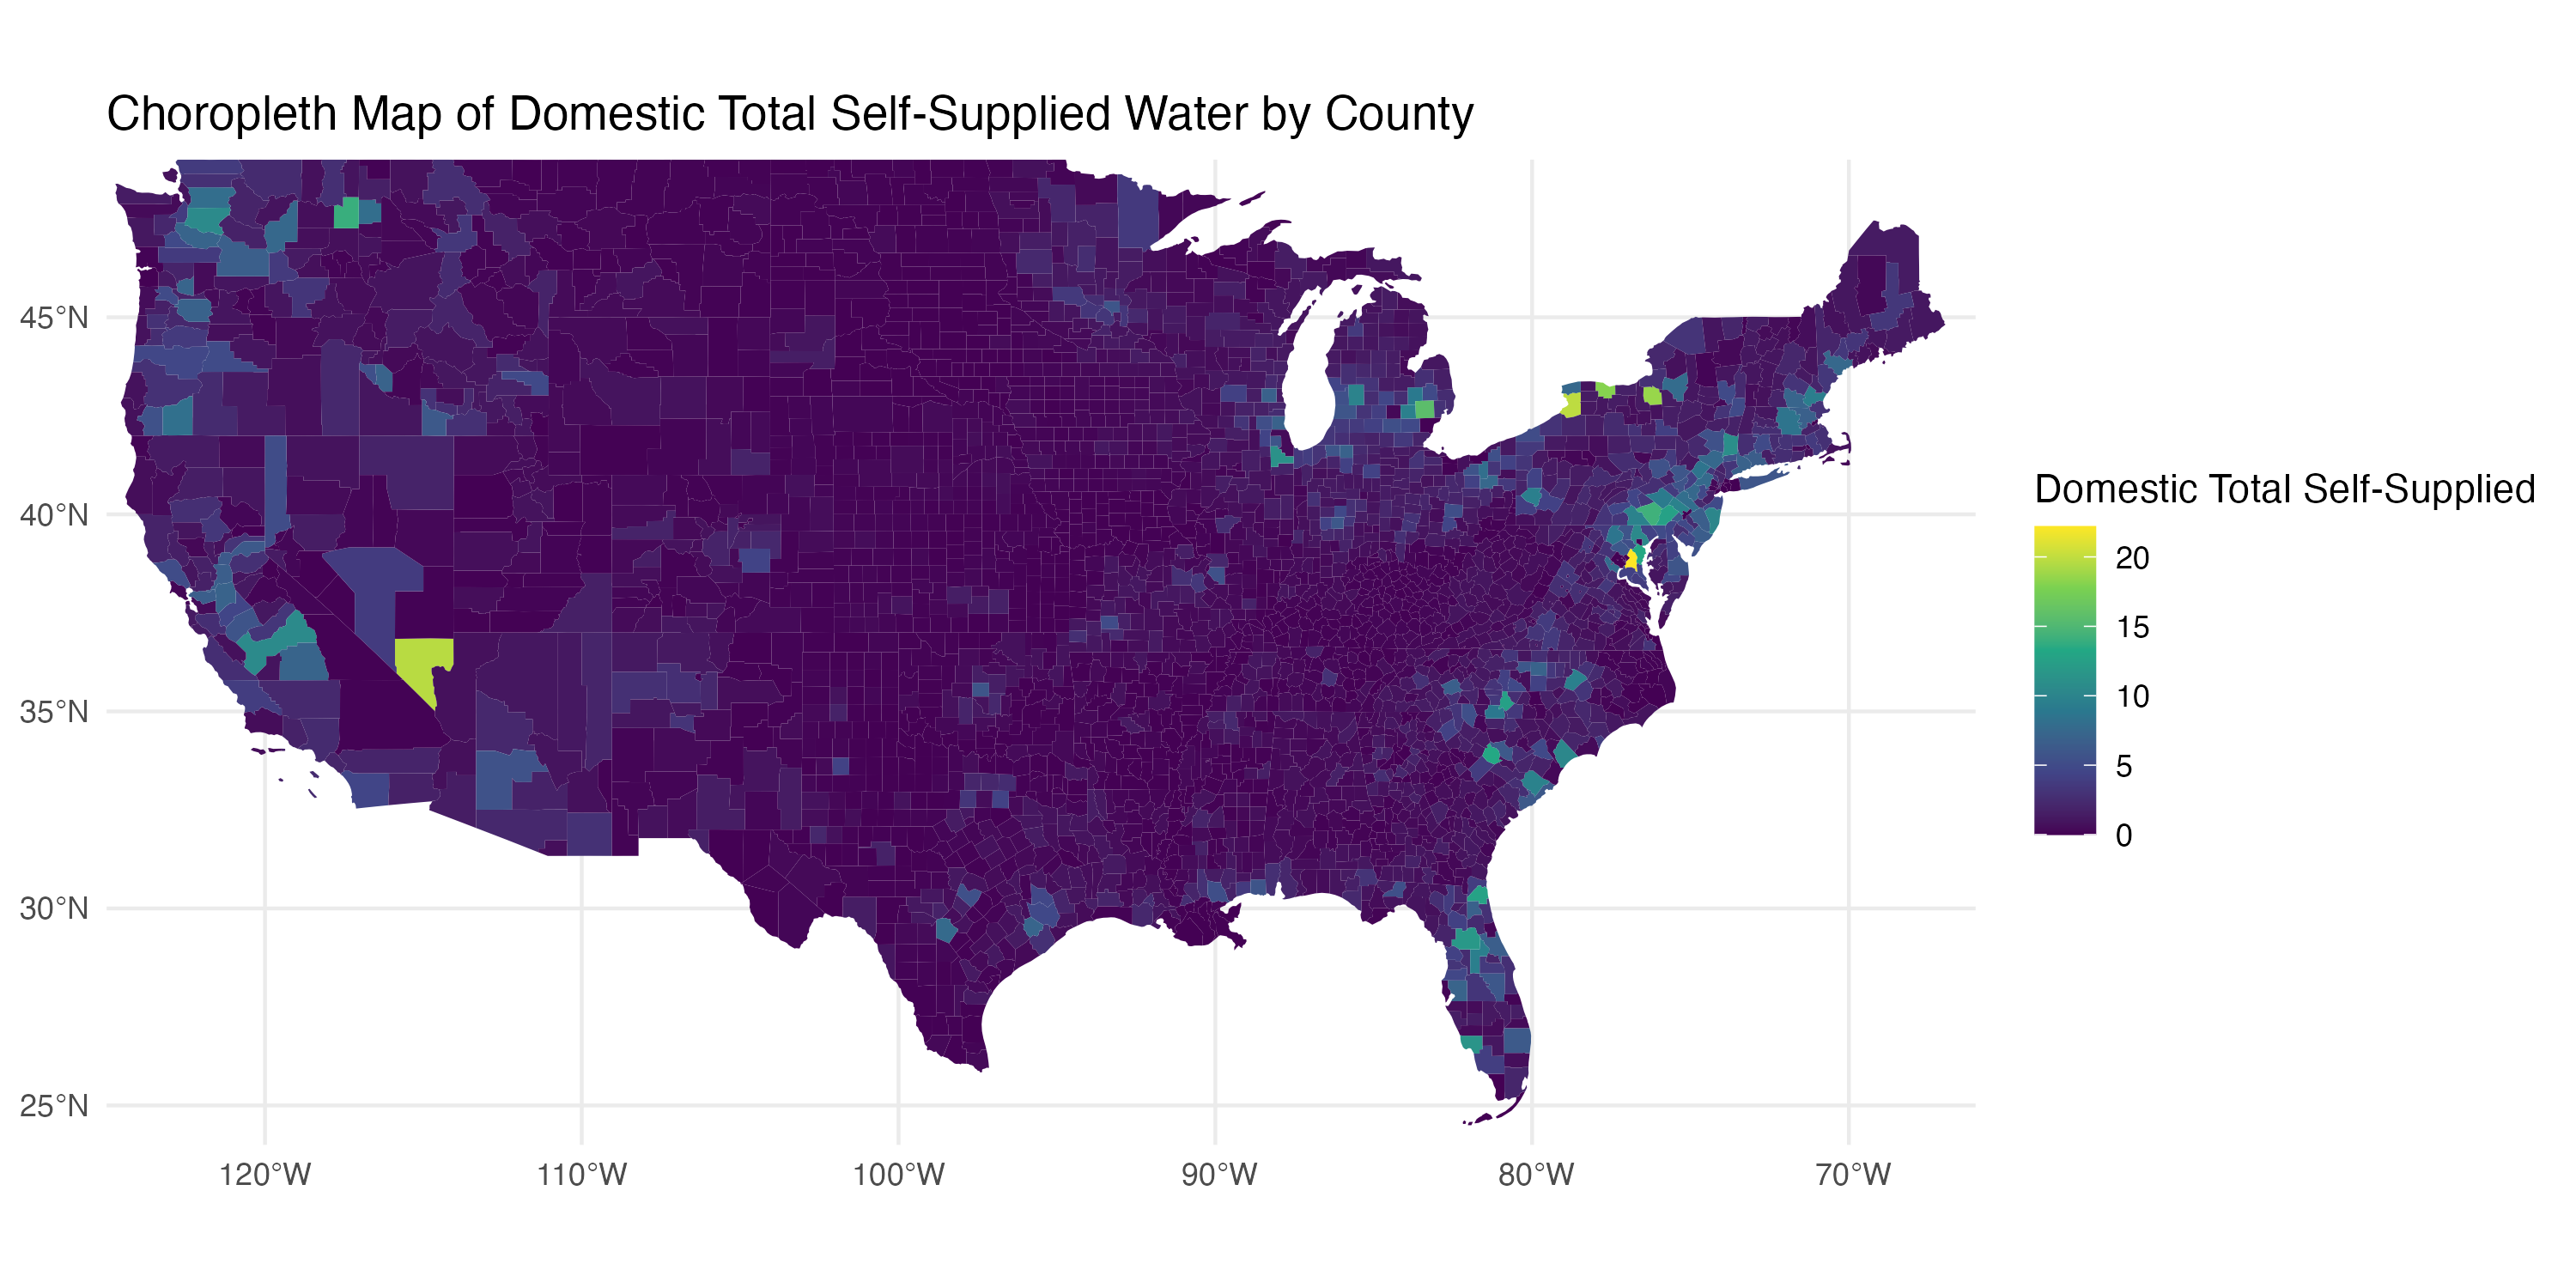 Choropleth Map of Domestic Total Self-Supplied Water by County
45°N
40°N
35°N
30°N
25°N
120°W
110°W
100°W
90°W
80°W
70°W
Domestic Total Self-Supplied
20
15
10
5
0